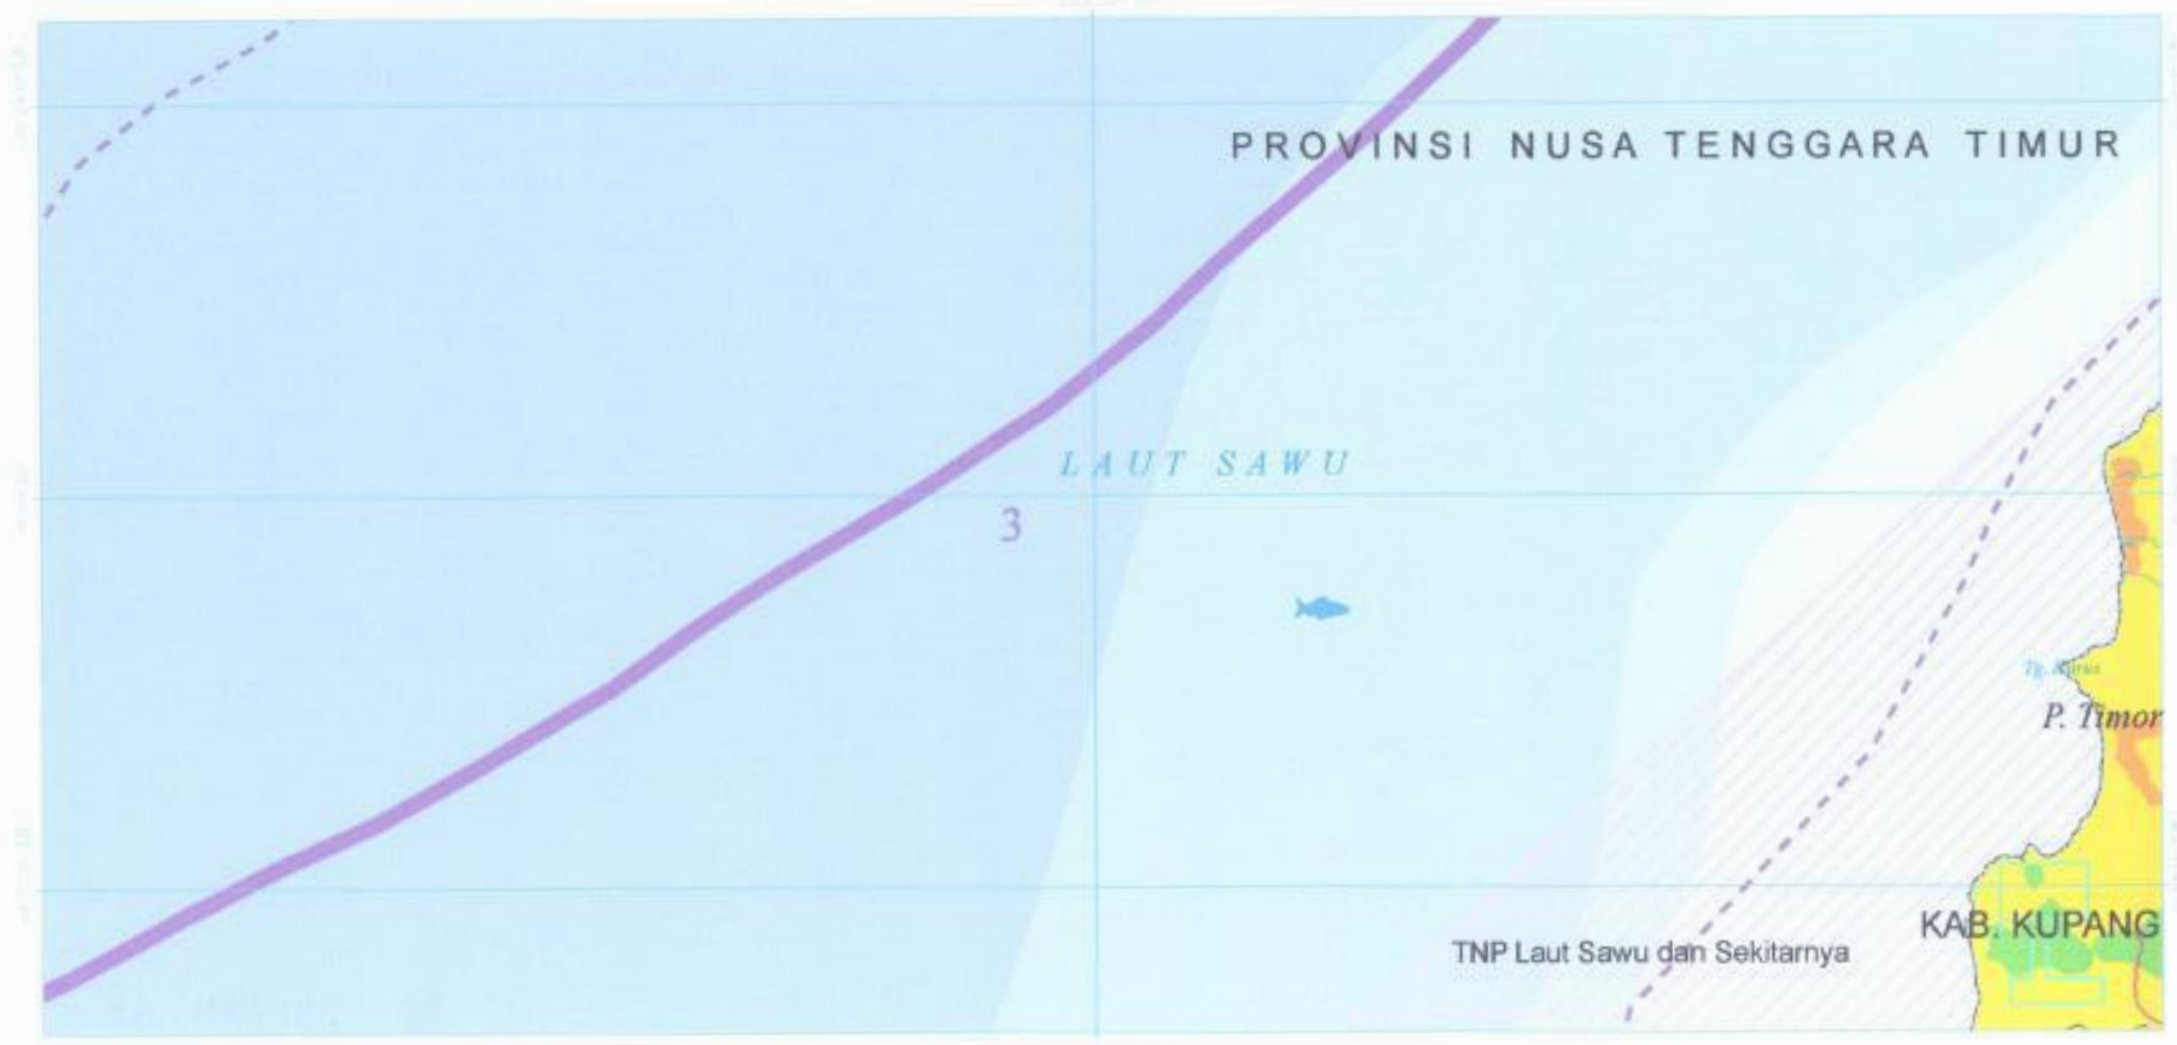 PROVINSI NUSA TENGGARA TIMUR
LAUT SAWU
3
P. Timor
KAB. KUPANG
TNP Laut Sawu dan Sekitarnya